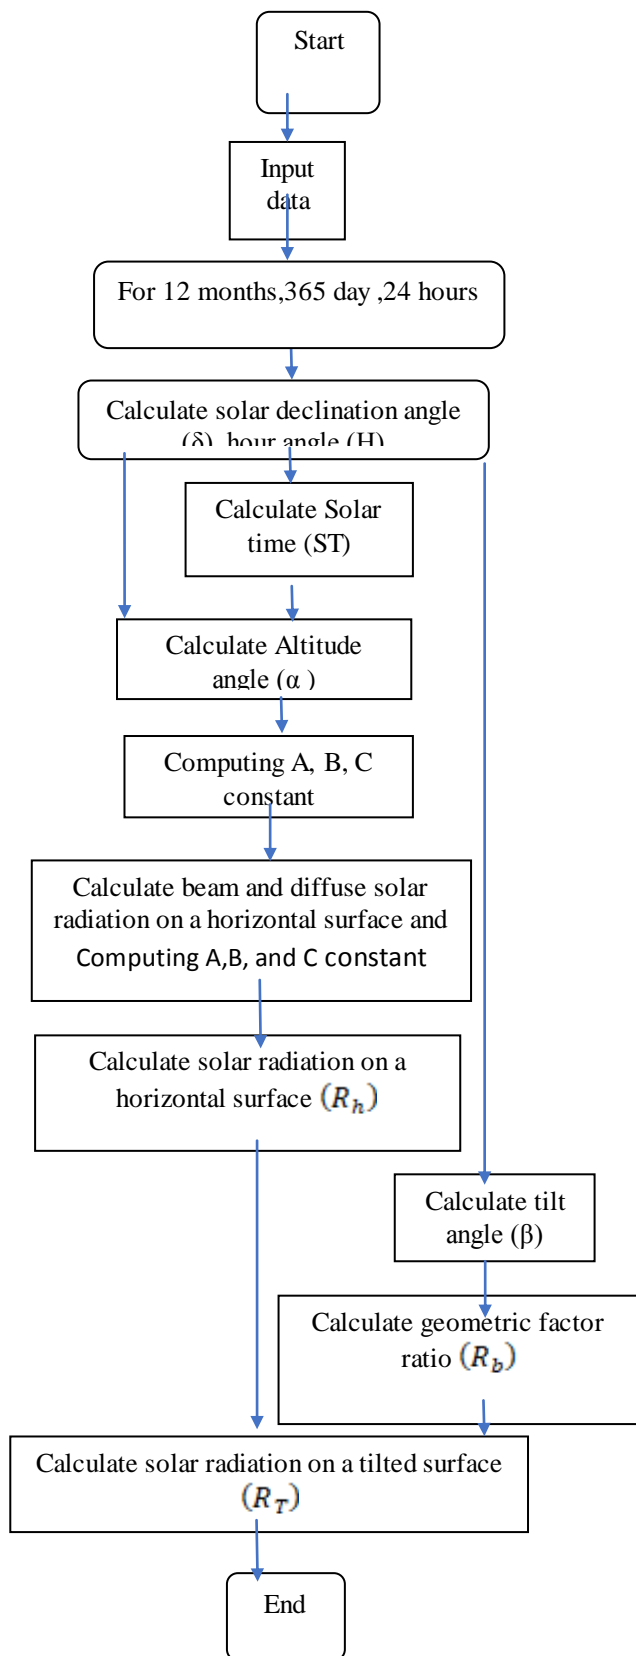 Start
Input
data
For 12 months,365 day ,24 hours
Calculate solar declination angle
(δ), hour angle (H)
Calculate Solar
time (ST)
Calculate Altitude
angle (α )
Computing A, B, C
constant
Calculate beam and diffuse solar
radiation on a horizontal surface and
Computing A,B, and C constant
Calculate solar radiation on a
horizontal surface (R_h)
Calculate tilt
angle (β)
Calculate geometric factor
ratio (R_b)
Calculate solar radiation on a tilted surface
(R_T)
End